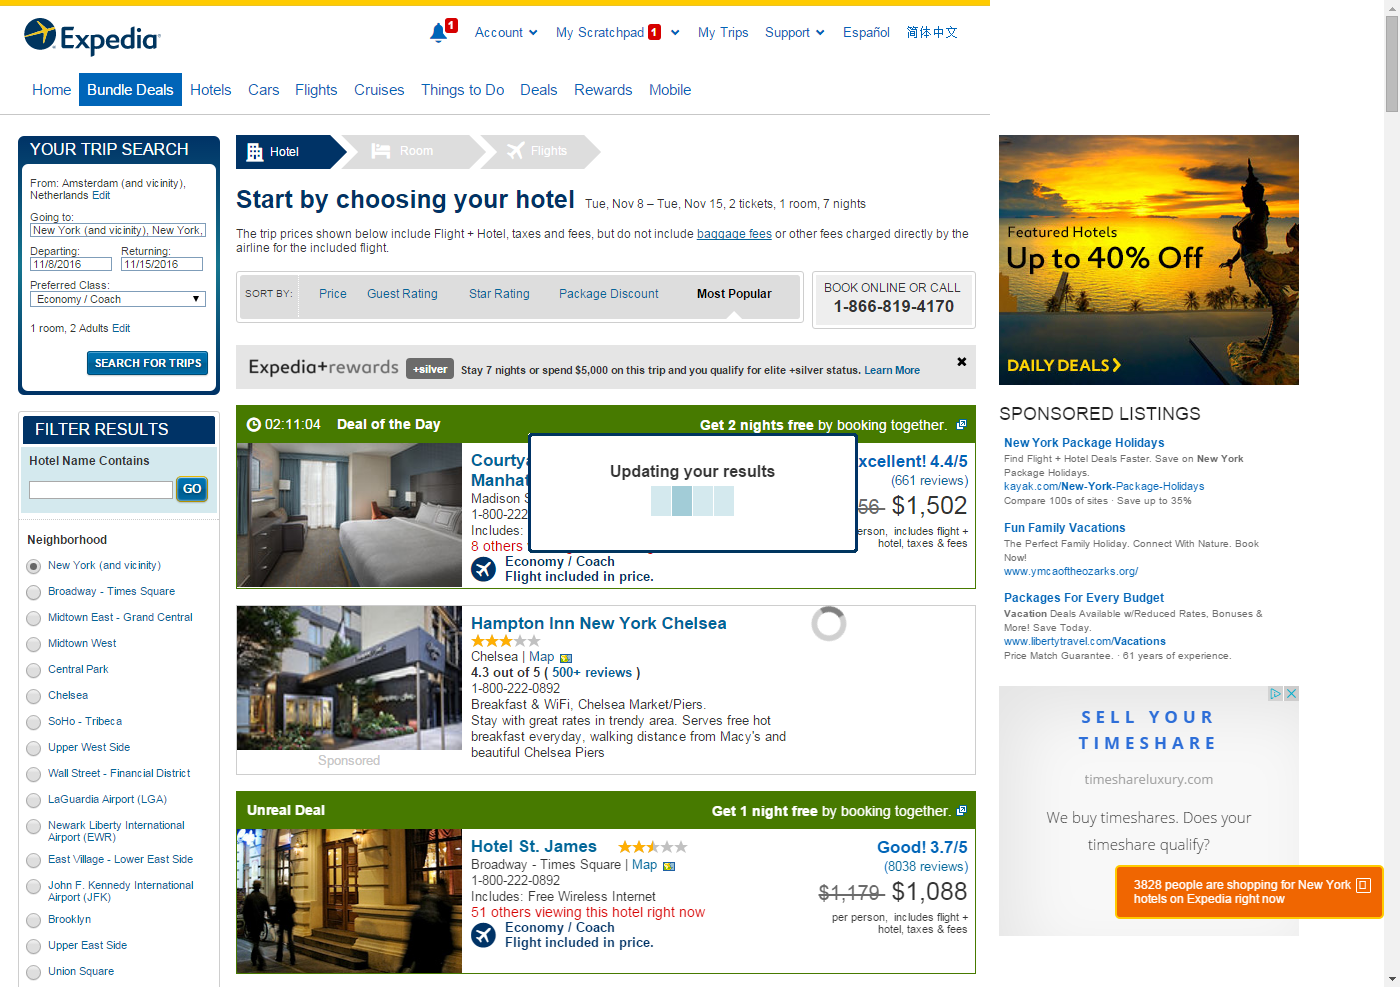 Expedia
1
Account
My Scratchpad 1
My Trips
Support
Español
简体中文
Home
Bundle Deals
Hotels
Cars
Flights
Cruises
Things to Do
Deals
Rewards
Mobile
YOUR TRIP SEARCH
From: Amsterdam (and vicinity),
Netherlands Edit
Going to:
New York (and vicinity), New York,
Departing: Returning:
11/8/2016 11/15/2016
Preferred Class:
Economy / Coach
1 room, 2 Adults Edit
SEARCH FOR TRIPS
FILTER RESULTS
Hotel Name Contains
GO
Neighborhood
New York (and vicinity)
Broadway - Times Square
Midtown East - Grand Central
Midtown West
Central Park
Chelsea
SoHo - Tribeca
Upper West Side
Wall Street - Financial District
LaGuardia Airport (LGA)
Newark Liberty International
Airport (EWR)
East Village - Lower East Side
John F. Kennedy International
Airport (JFK)
Brooklyn
Upper East Side
Union Square
Hotel
Room
Flights
Start by choosing your hotel Tue, Nov 8 – Tue, Nov 15, 2 tickets, 1 room, 7 nights
The trip prices shown below include Flight + Hotel, taxes and fees, but do not include baggage fees or other fees charged directly by the
airline for the included flight.
SORT BY: Price Guest Rating Star Rating Package Discount Most Popular
BOOK ONLINE OR CALL
1-866-819-4170
Expedia+rewards +silver Stay 7 nights or spend $5,000 on this trip and you qualify for elite +silver status. Learn More
02:11:04 Deal of the Day Get 2 nights free by booking together.
Updating your results
Madison
1-800-222
Includes:
8 others
Economy / Coach
Flight included in price.
4.4/5
(661 reviews)
$1,502
includes flight +
hotel, taxes & fees
Hampton Inn New York Chelsea
Chelsea | Map
4.3 out of 5 ( 500+ reviews )
1-800-222-0892
Breakfast & WiFi, Chelsea Market/Piers.
Stay with great rates in trendy area. Serves free hot
breakfast everyday, walking distance from Macy's and
beautiful Chelsea Piers
Sponsored
Unreal Deal Get 1 night free by booking together.
Hotel St. James
Broadway - Times Square | Map
1-800-222-0892
Includes: Free Wireless Internet
51 others viewing this hotel right now
Economy / Coach
Flight included in price.
Good! 3.7/5
(8038 reviews)
$1,179 $1,088
per person, includes flight +
hotel, taxes & fees
Featured Hotels
Up to 40% Off
DAILY DEALS
SPONSORED LISTINGS
New York Package Holidays
Find Flight + Hotel Deals Faster. Save on New York
Package Holidays.
kayak.com/New-York-Package-Holidays
Compare 100s of sites · Save up to 35%
Fun Family Vacations
The Perfect Family Holiday. Connect With Nature. Book
Now!
www.ymcaoftheozarks.org/
Packages For Every Budget
Vacation Deals Available w/Reduced Rates, Bonuses &
More! Save Today.
www.libertytravel.com/Vacations
Price Match Guarantee. · 61 years of experience.
SELL YOUR
TIMESHARE
timeshareluxury.com
We buy timeshares. Does your
timeshare qualify?
3828 people are shopping for New York
hotels on Expedia right now